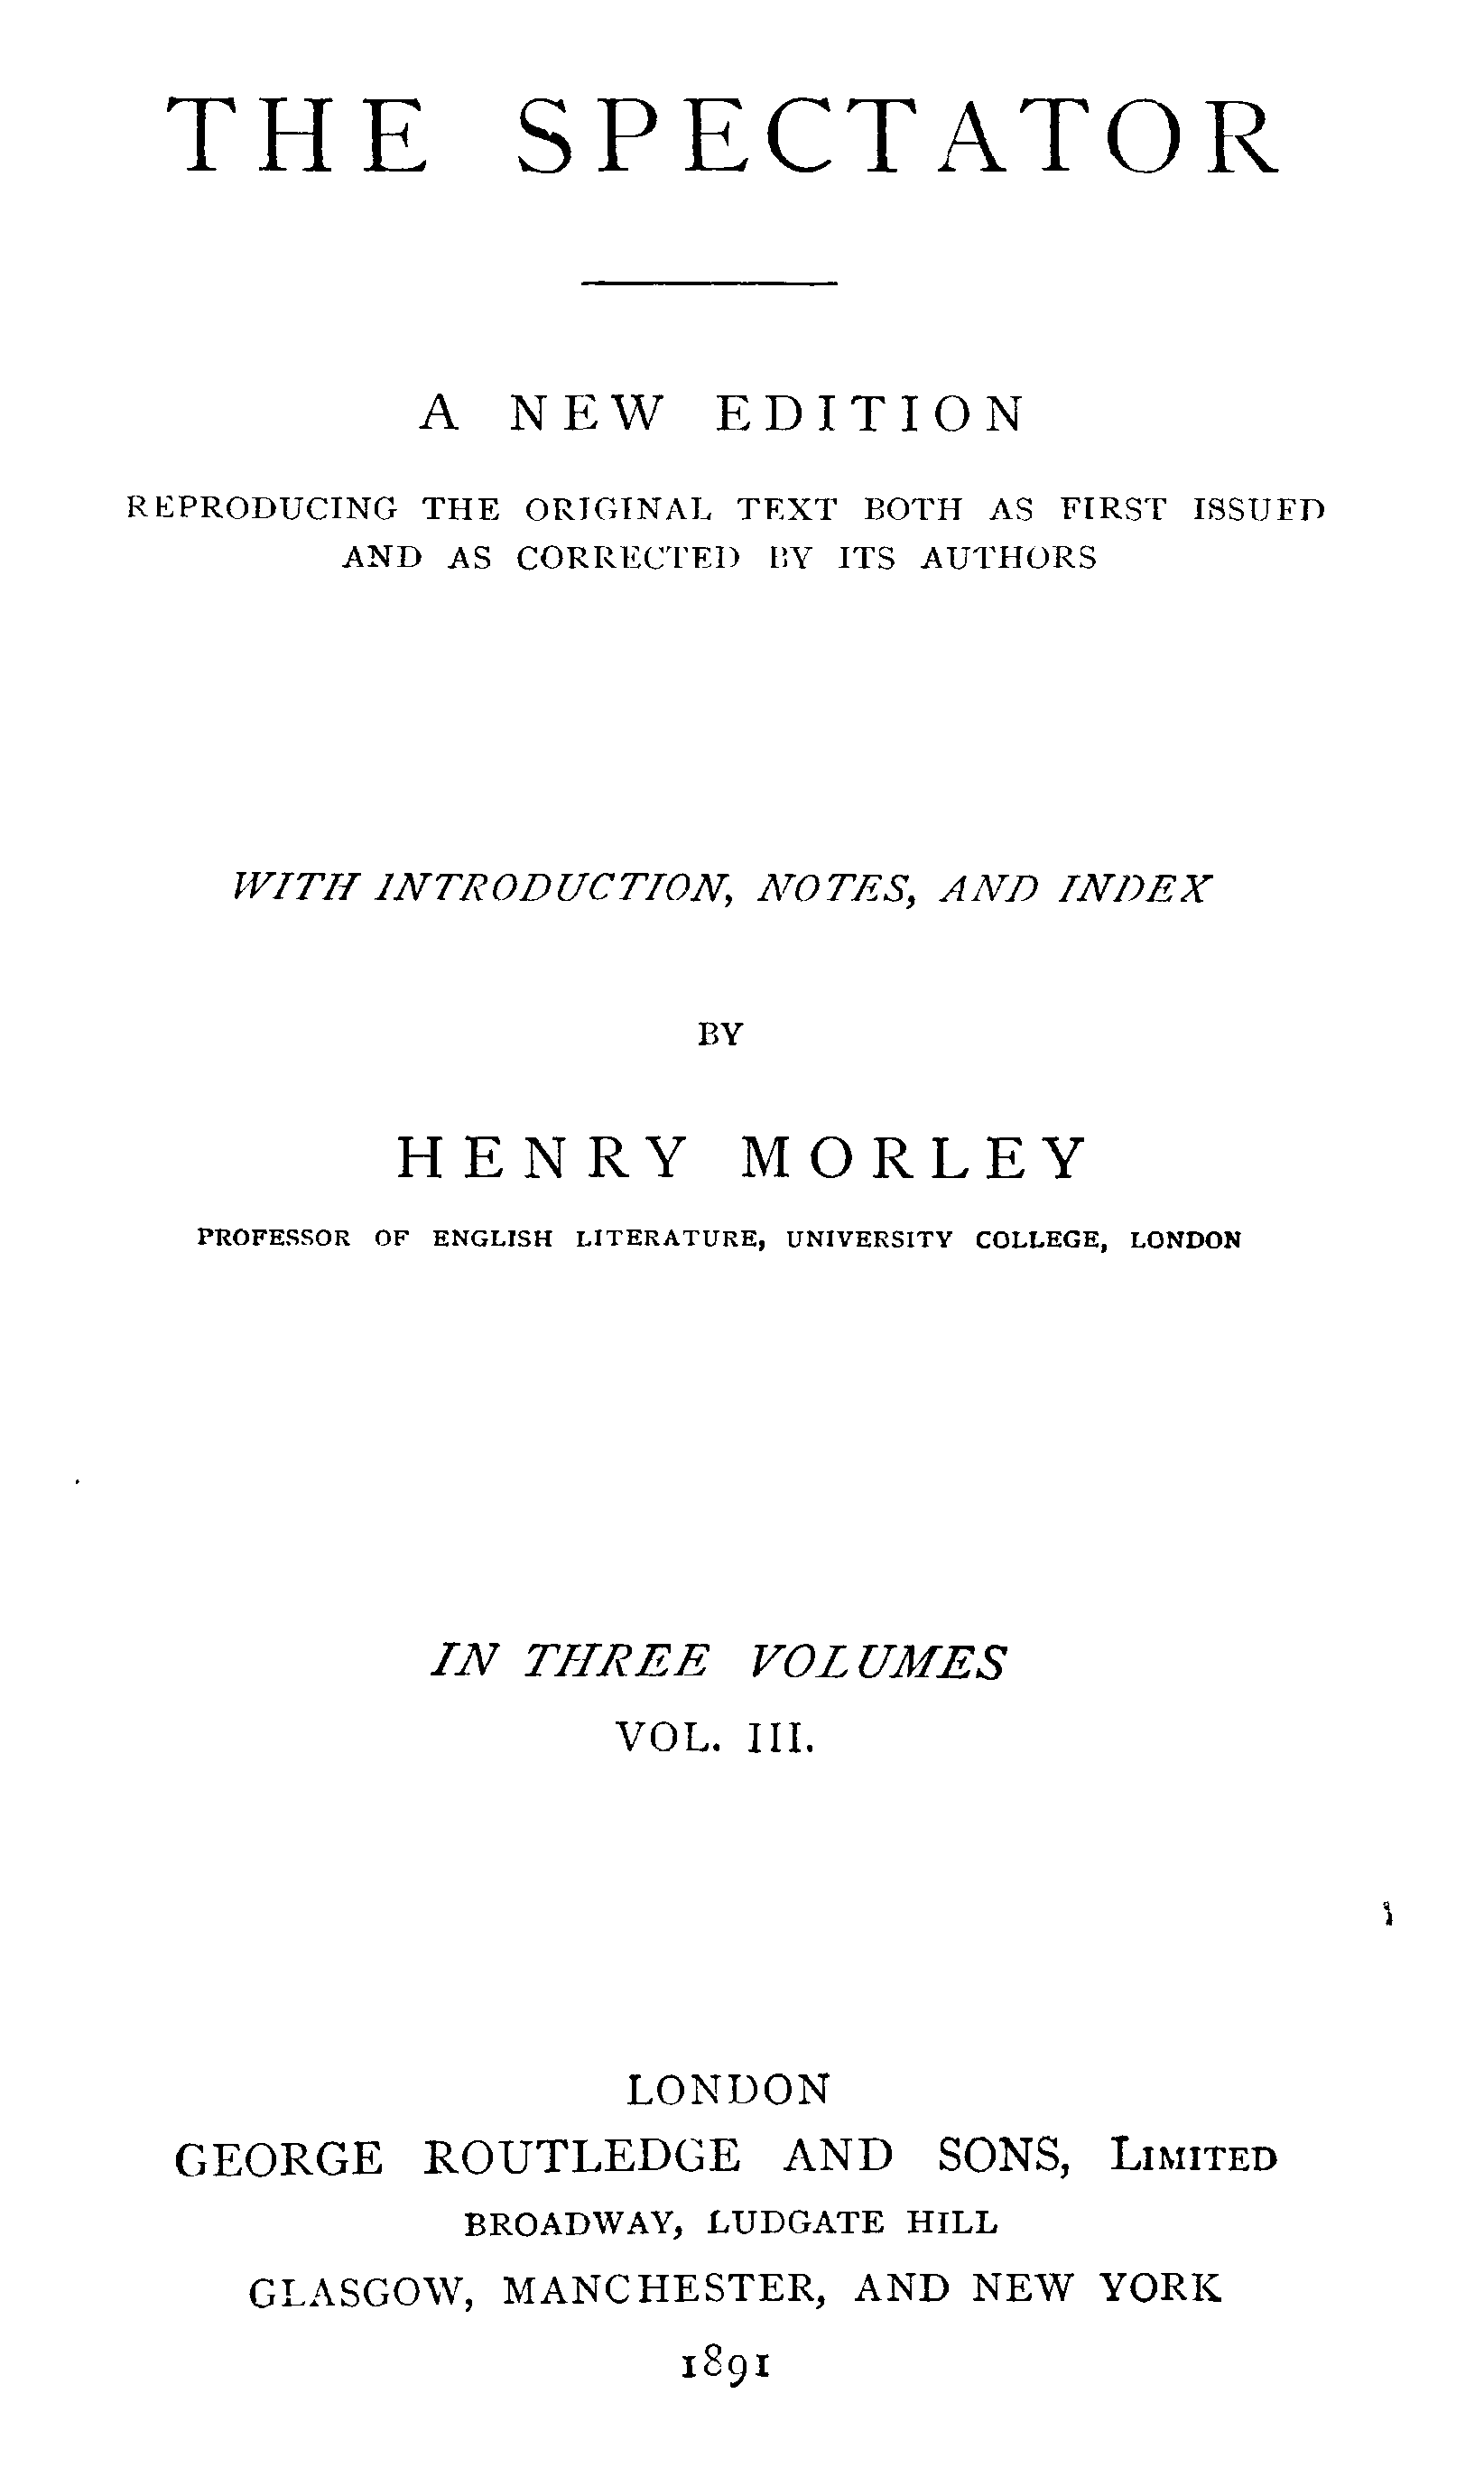 THE SPECTATOR
A NEW EDITION
REPRODUCING THE ORIGINAL TEXT BOTH AS FIRST ISSUED
AND AS CORRECTED BY ITS AUTHORS
WITH INTRODUCTION, NOTES, AND INDEX
BY
HENRY MORLEY
PROFESSOR OF ENGLISH LITERATURE, UNIVERSITY COLLEGE, LONDON
IN THREE VOLUMES
VOL. III.
LONDON
GEORGE ROUTLEDGE AND SONS, LIMITED
BROADWAY, LUDGATE HILL
GLASGOW, MANCHESTER, AND NEW YORK
1891